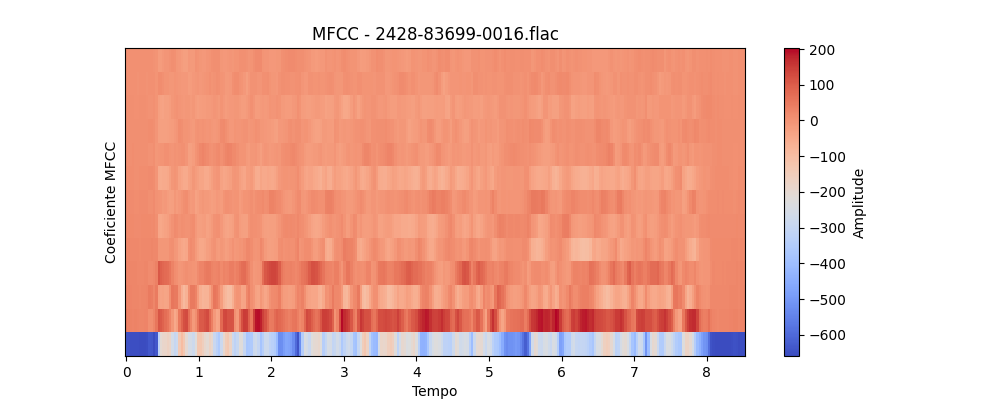 MFCC - 2428-83699-0016.flac
Coeficiente MFCC
0 1 2 3 4 5 6 7 8
Tempo
200
100
0
−100
−200
−300
−400
−500
−600
Amplitude